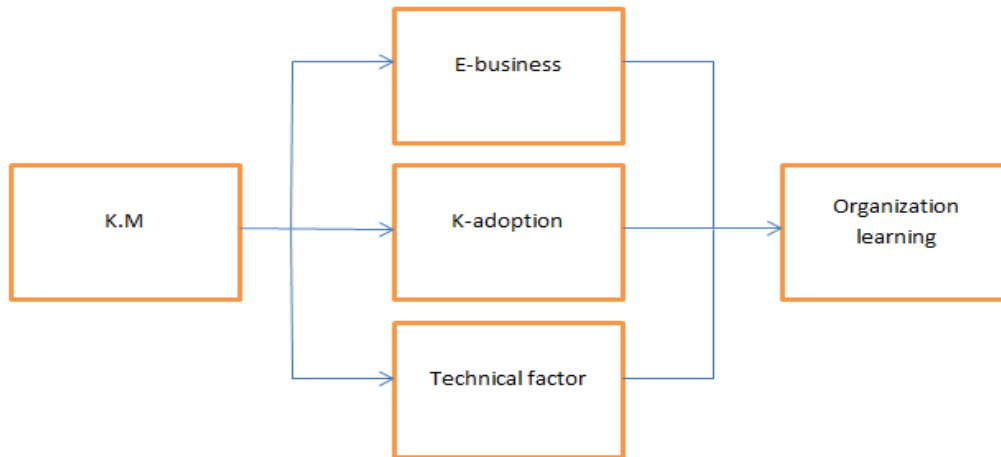 E-business
K.M
K-adoption
Organization
learning
Technical factor